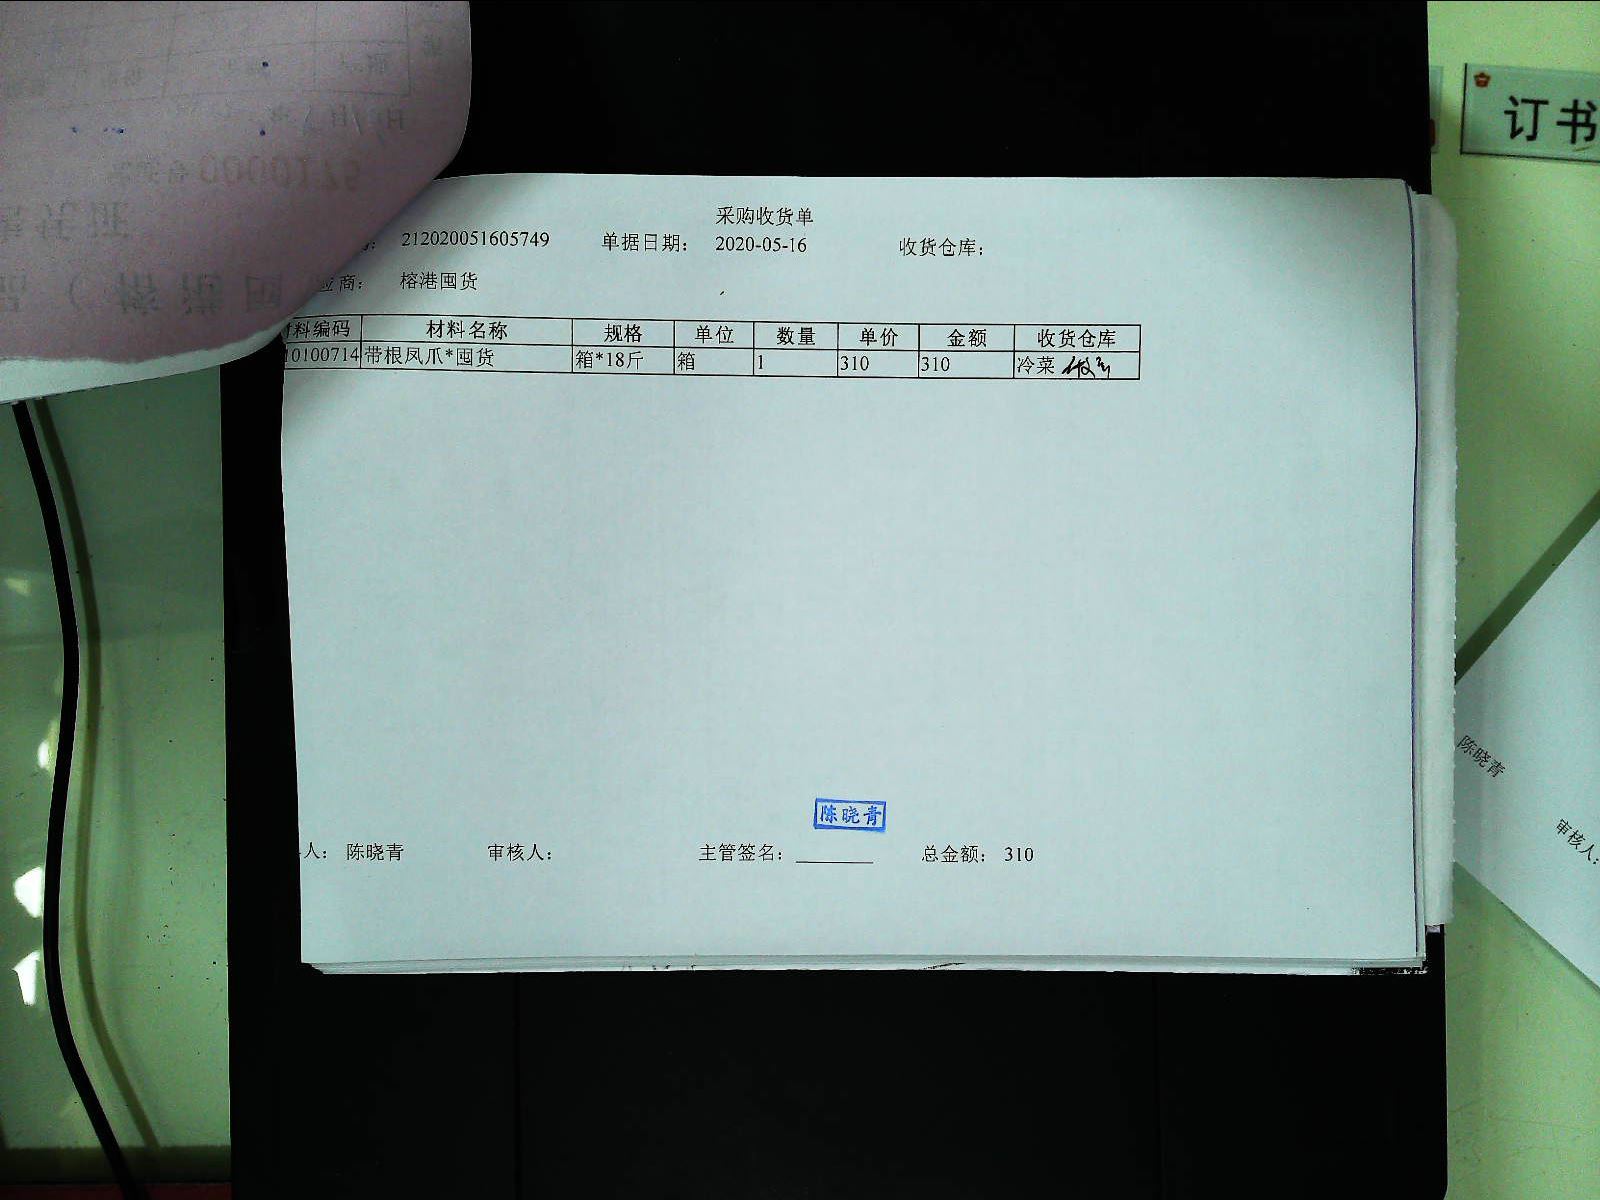 采购收货单
212020051605749 单据日期： 2020-05-16 收货仓库：
应商： 榕港囤货
材料编码 材料名称 规格 单位 数量 单价 金额 收货仓库
10100714 带根凤爪*囤货 箱*18斤 箱 1 310 310 冷菜
陈晓青
人： 陈晓青 审核人： 主管签名： 总金额： 310
订书
陈晓青
审核人：
0000175